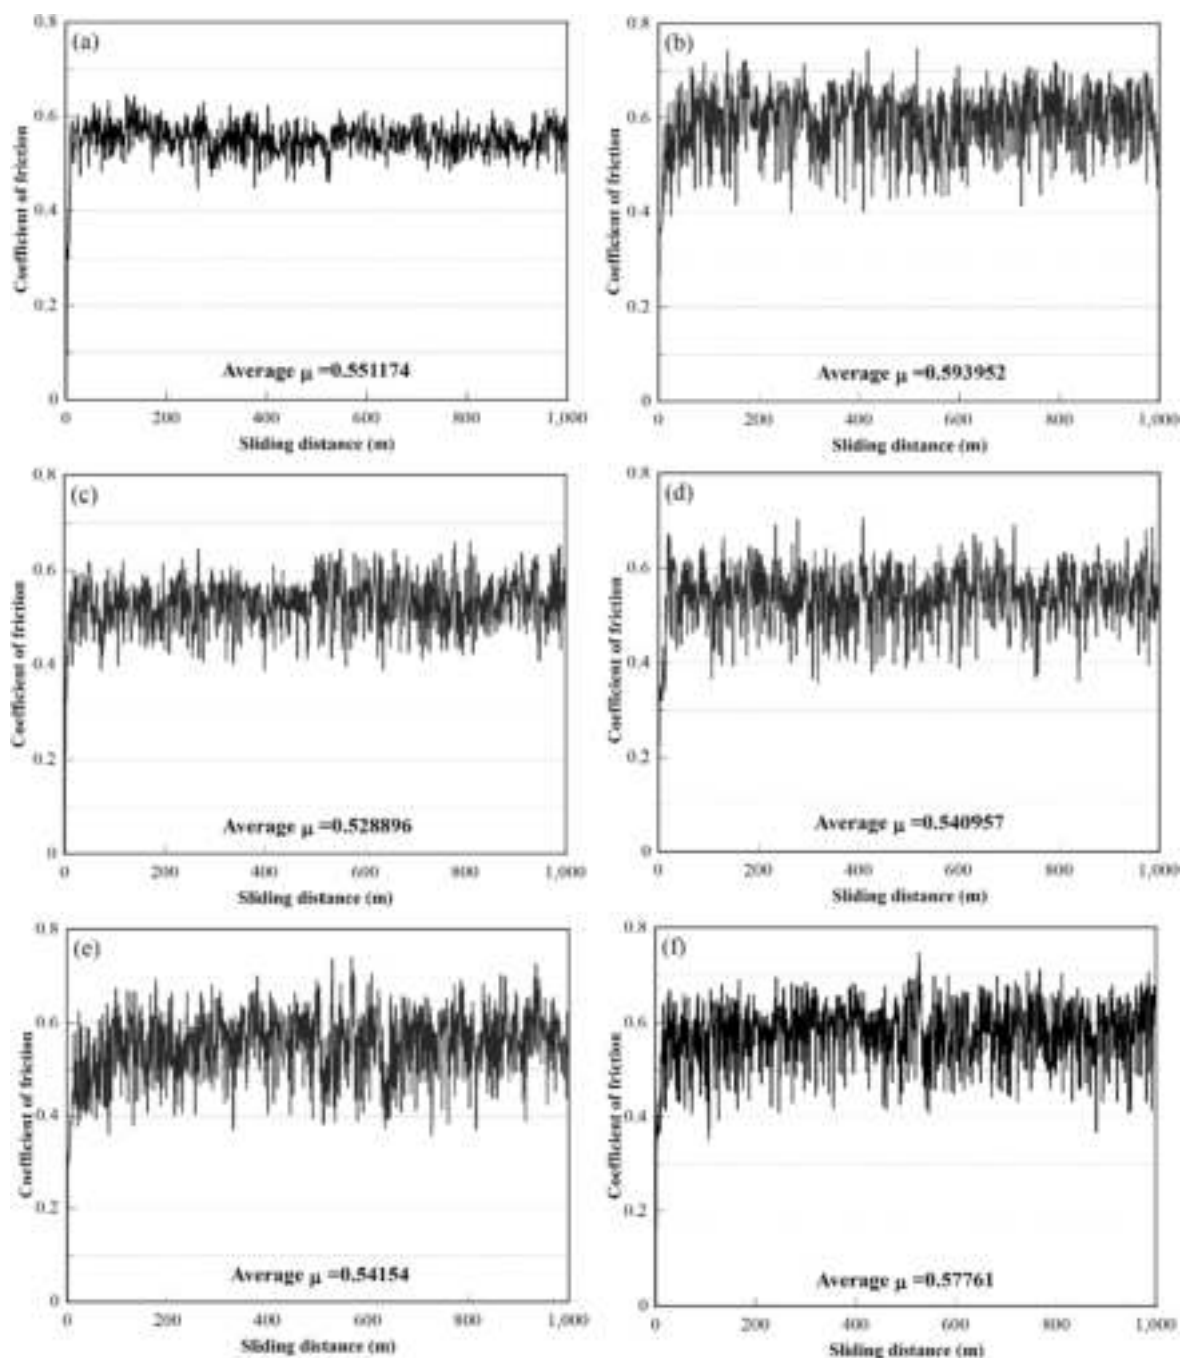 (a)
Coefficient of friction
0.8
0.6
0.4
0.2
0
Average μ =0.551174
0 200 400 600 800 1,000
Sliding distance (m)
(b)
Coefficient of friction
0.8
0.6
0.4
0.2
0
Average μ =0.593952
0 200 400 600 800 1,000
Sliding distance (m)
(c)
Coefficient of friction
0.8
0.6
0.4
0.2
0
Average μ =0.528896
0 200 400 600 800 1,000
Sliding distance (m)
(d)
Coefficient of friction
0.8
0.6
0.4
0.2
0
Average μ =0.540957
0 200 400 600 800 1,000
Sliding distance (m)
(e)
Coefficient of friction
0.8
0.6
0.4
0.2
0
Average μ =0.54154
0 200 400 600 800 1,000
Sliding distance (m)
(f)
Coefficient of friction
0.8
0.6
0.4
0.2
0
Average μ =0.57761
0 200 400 600 800 1,000
Sliding distance (m)